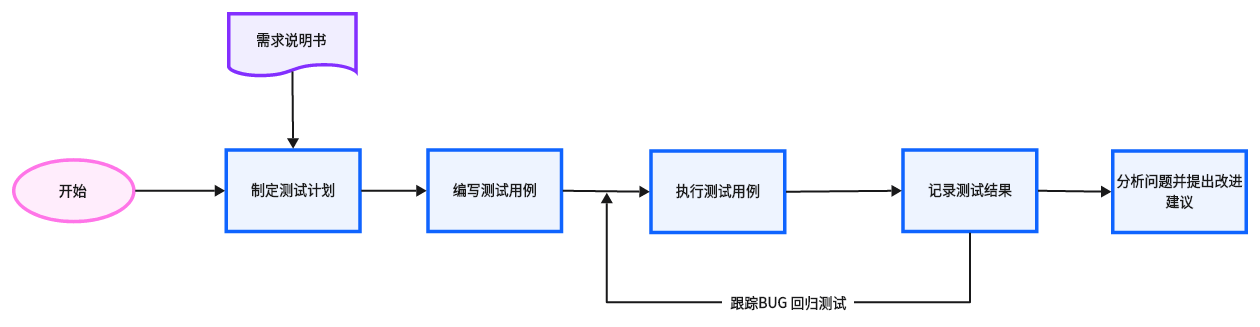 需求说明书
开始
制定测试计划
编写测试用例
执行测试用例
记录测试结果
分析问题并提出改进
建议
跟踪BUG 回归测试